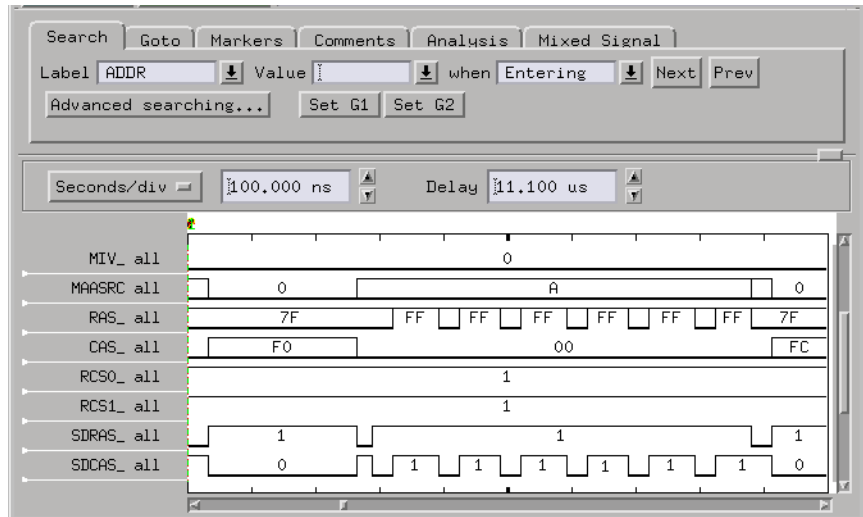 Search Goto Markers Comments Analysis Mixed Signal
Label ADDR Value when Entering Next Prev
Advanced searching... Set G1 Set G2
Seconds/div 100.000 ns Delay 11.100 us
MIV_ all 0
MAASRC all 0 A 0
RAS_ all 7F FF FF FF FF FF FF 7F
CAS_ all F0 00 FC
RCS0_ all 1
RCS1_ all 1
SDRAS_ all 1 1 1
SDCAS_ all 0 1 1 1 1 1 1 0